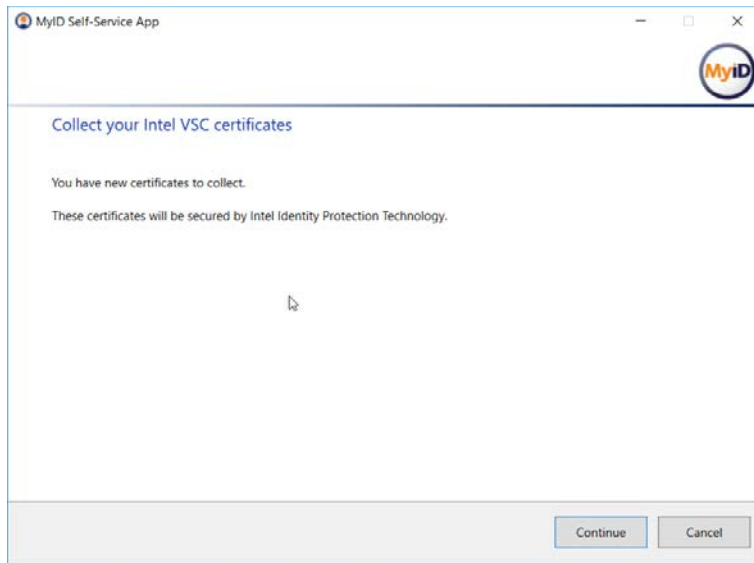 MyID Self-Service App
MyiD
Collect your Intel VSC certificates
You have new certificates to collect.
These certificates will be secured by Intel Identity Protection Technology.
Continue
Cancel